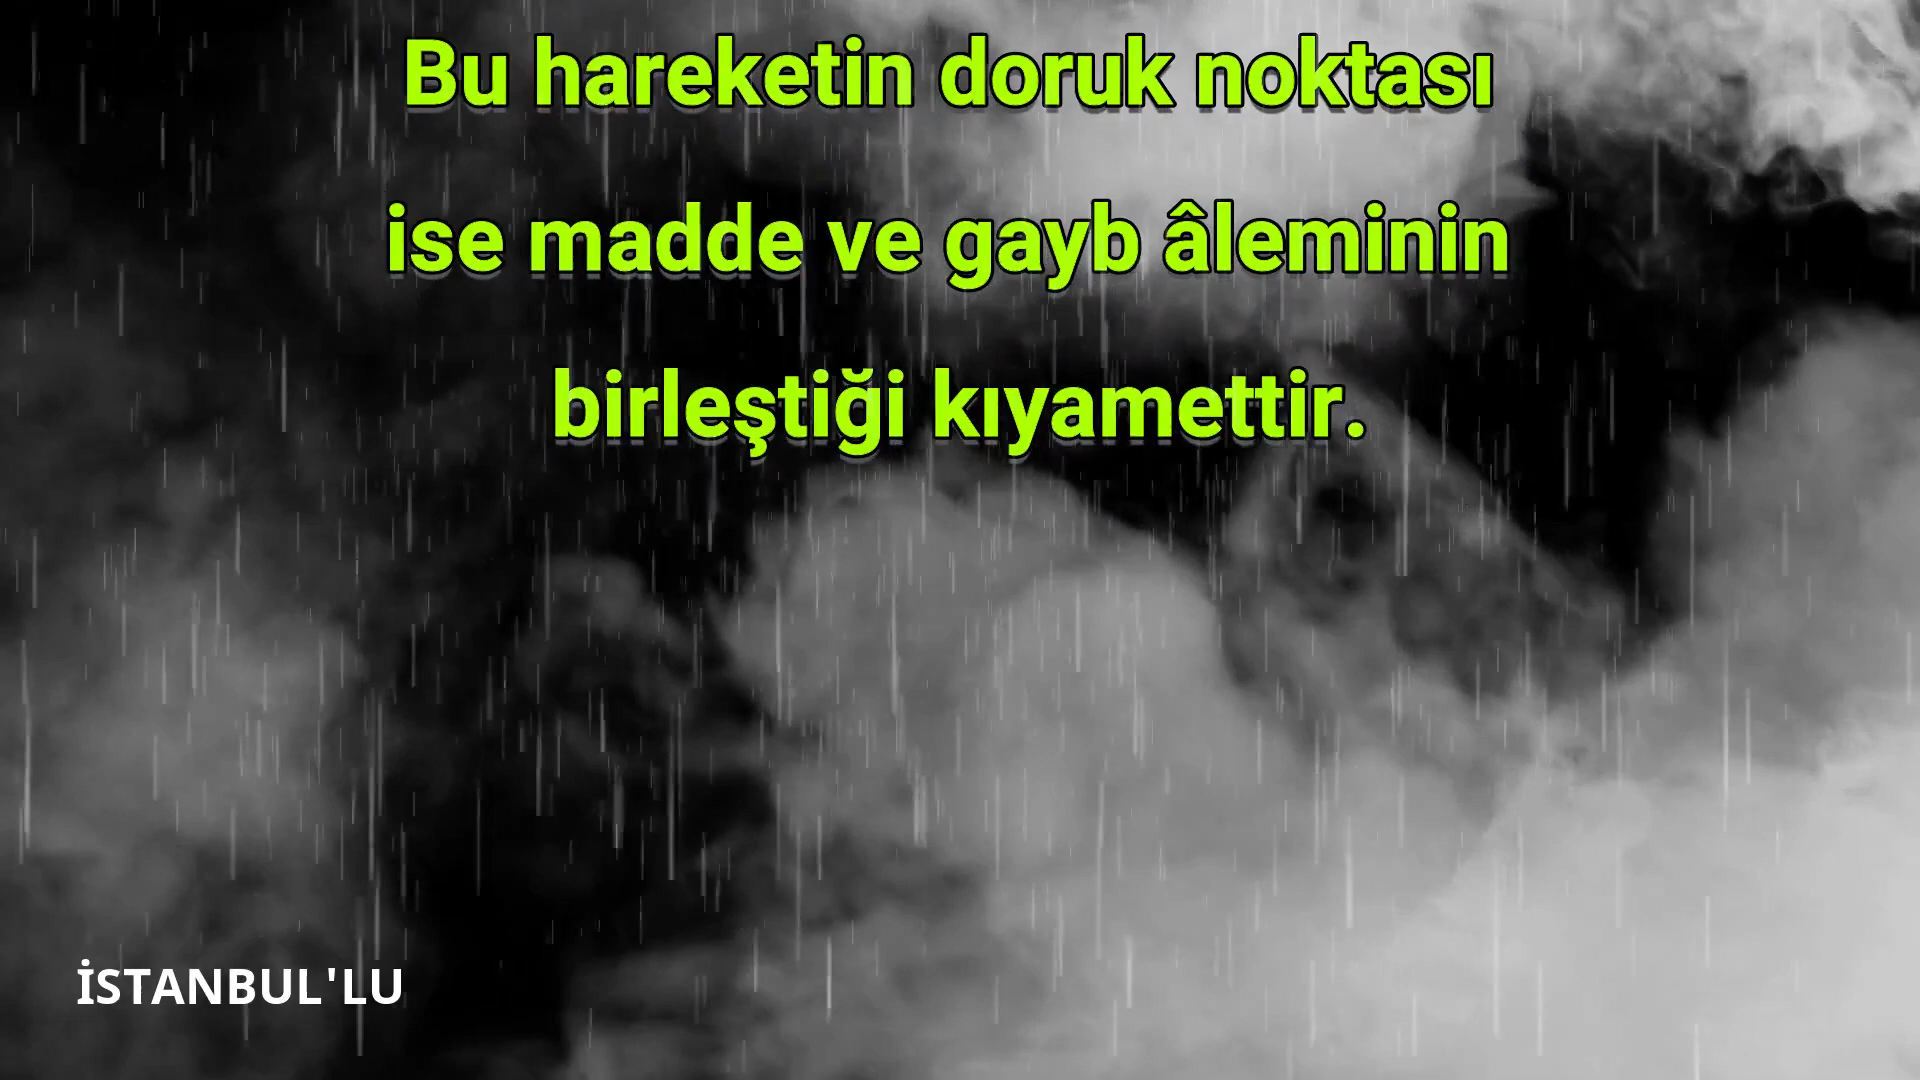 Bu hareketin doruk noktası
ise madde ve gayb âleminin
birleştiği kıyamettir.
İSTANBUL'LU